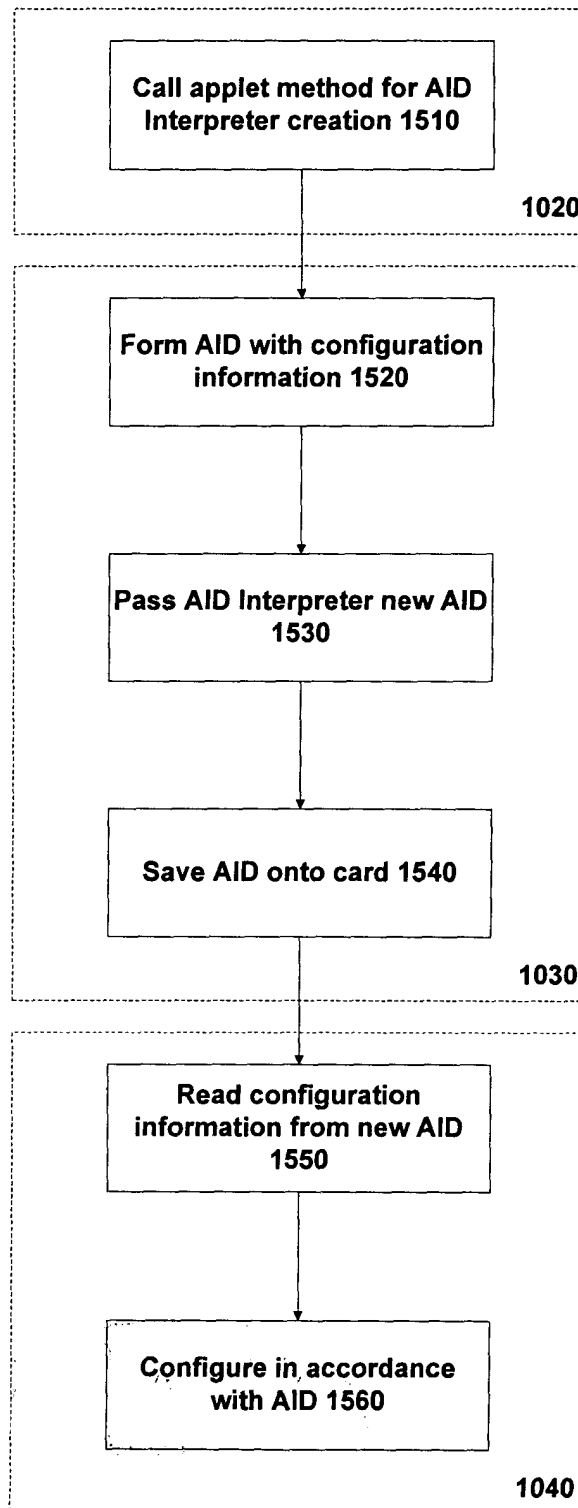 Call applet method for AID
Interpreter creation 1510
1020
Form AID with configuration
information 1520
Pass AID Interpreter new AID
1530
Save AID onto card 1540
1030
Read configuration
information from new AID
1550
Configure in accordance
with AID 1560
1040